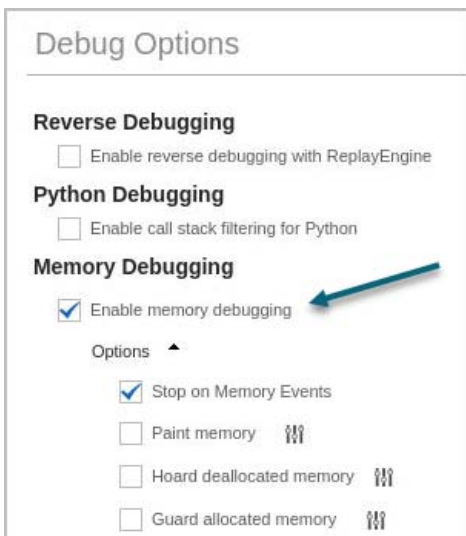 Debug Options
Reverse Debugging
Enable reverse debugging with ReplayEngine
Python Debugging
Enable call stack filtering for Python
Memory Debugging
Enable memory debugging
Options
Stop on Memory Events
Paint memory
Hoard deallocated memory
Guard allocated memory